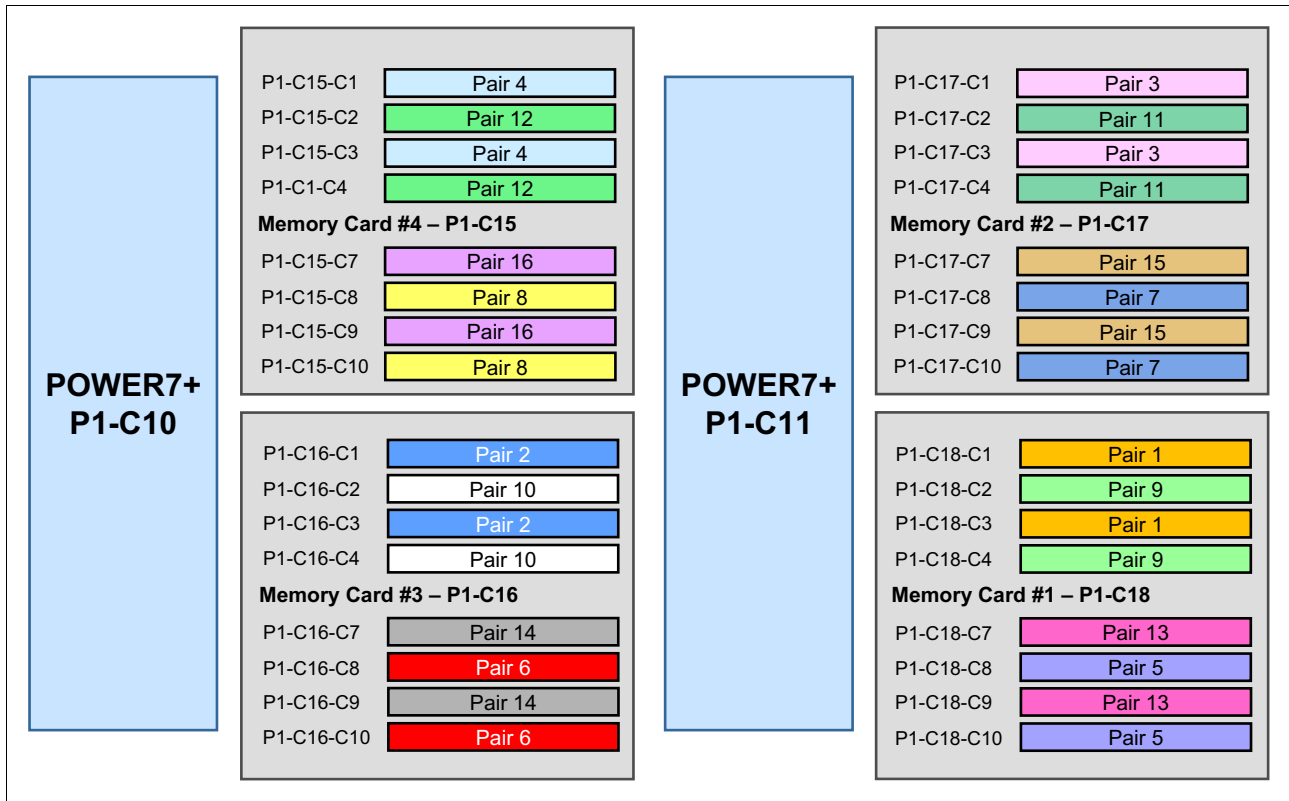 POWER7+
P1-C10
P1-C15-C1 Pair 4
P1-C15-C2 Pair 12
P1-C15-C3 Pair 4
P1-C1-C4 Pair 12
Memory Card #4 – P1-C15
P1-C15-C7 Pair 16
P1-C15-C8 Pair 8
P1-C15-C9 Pair 16
P1-C15-C10 Pair 8
P1-C16-C1 Pair 2
P1-C16-C2 Pair 10
P1-C16-C3 Pair 2
P1-C16-C4 Pair 10
Memory Card #3 – P1-C16
P1-C16-C7 Pair 14
P1-C16-C8 Pair 6
P1-C16-C9 Pair 14
P1-C16-C10 Pair 6
POWER7+
P1-C11
P1-C17-C1 Pair 3
P1-C17-C2 Pair 11
P1-C17-C3 Pair 3
P1-C17-C4 Pair 11
Memory Card #2 – P1-C17
P1-C17-C7 Pair 15
P1-C17-C8 Pair 7
P1-C17-C9 Pair 15
P1-C17-C10 Pair 7
P1-C18-C1 Pair 1
P1-C18-C2 Pair 9
P1-C18-C3 Pair 1
P1-C18-C4 Pair 9
Memory Card #1 – P1-C18
P1-C18-C7 Pair 13
P1-C18-C8 Pair 5
P1-C18-C9 Pair 13
P1-C18-C10 Pair 5